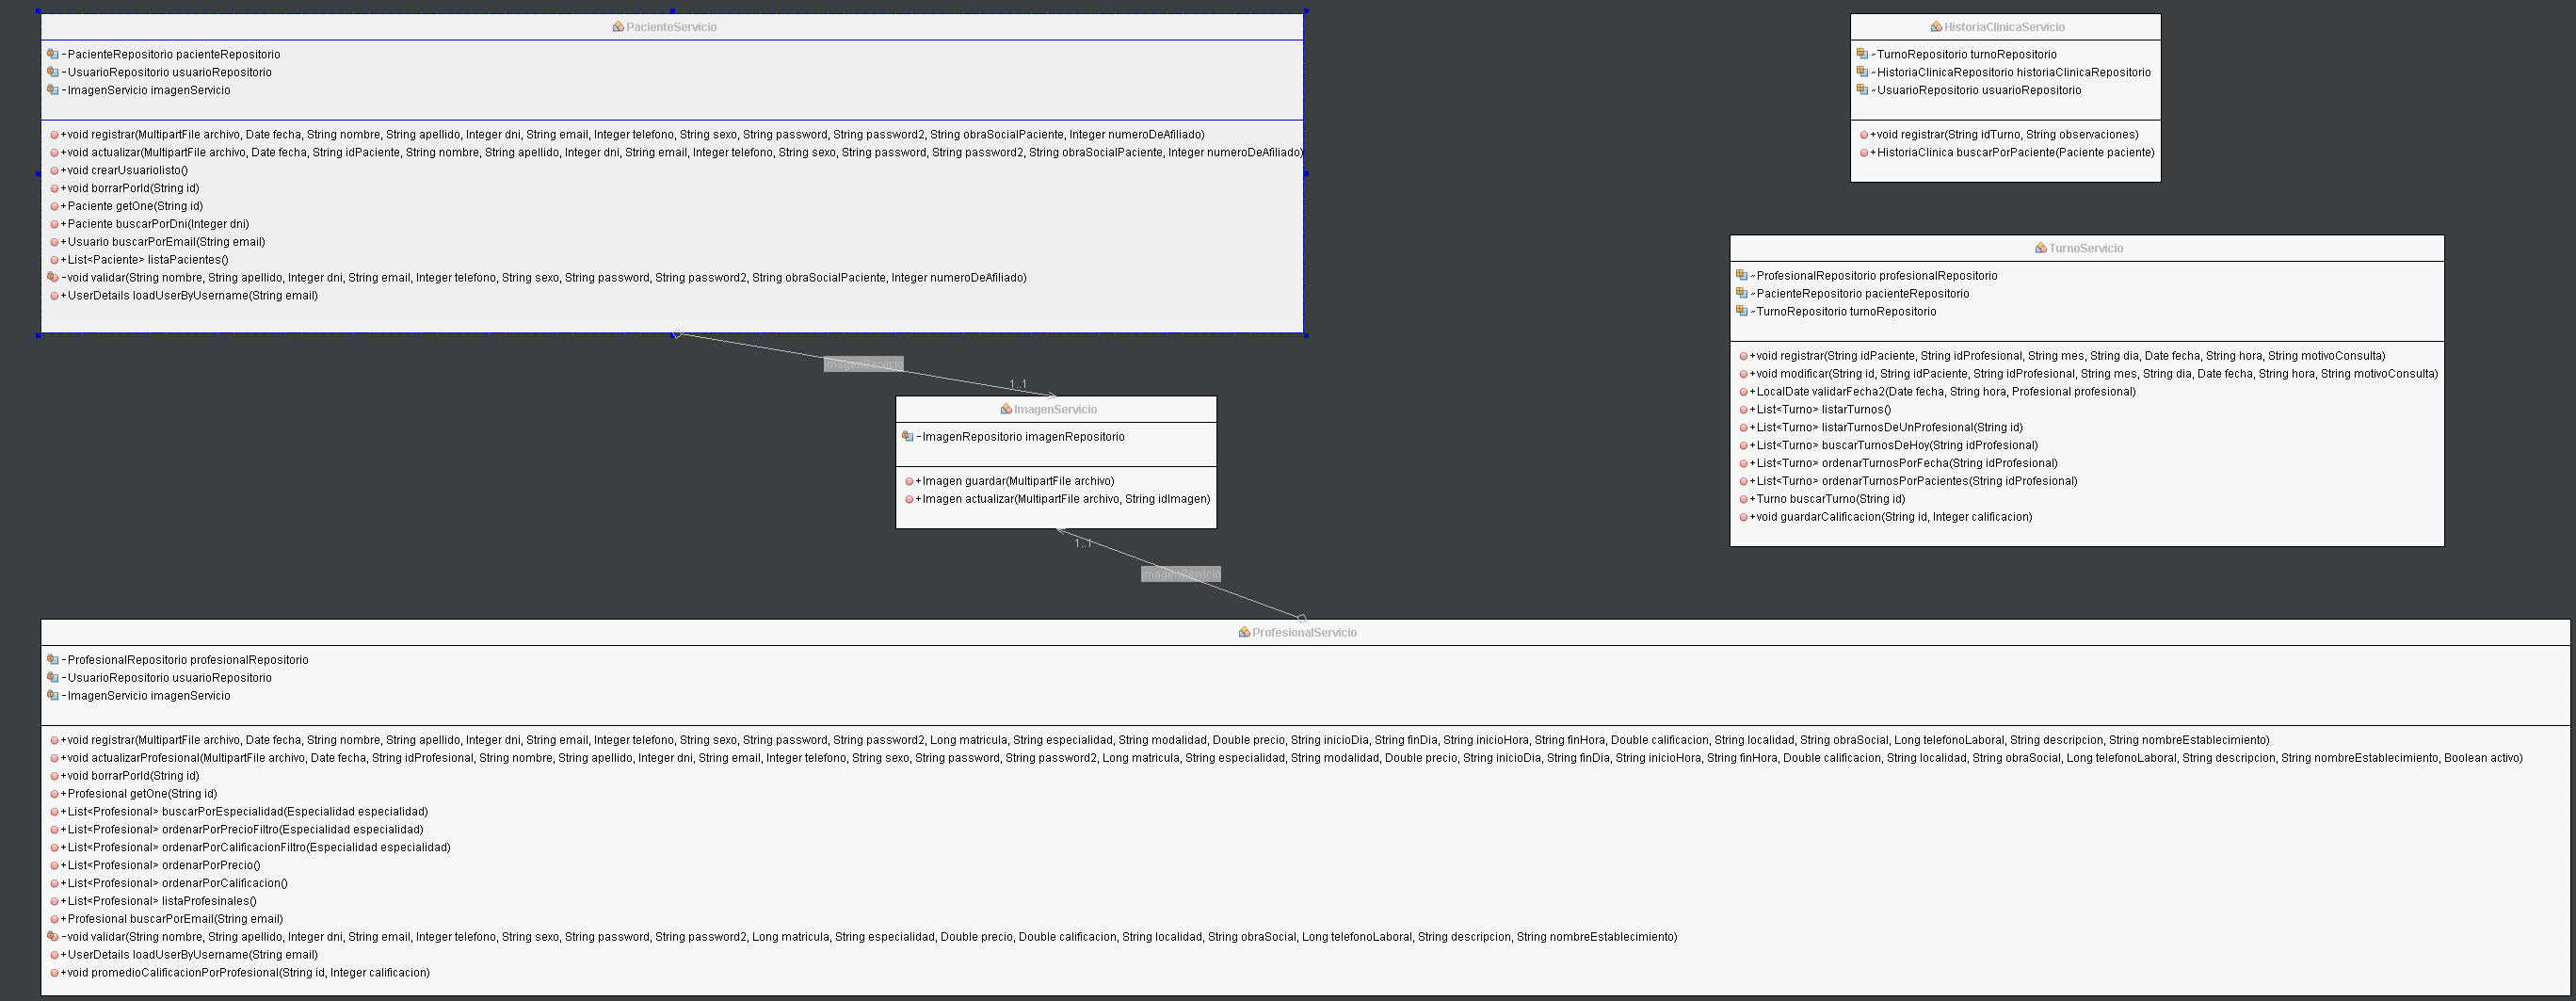 PacienteServicio
-PacienteRepositorio pacienteRepositorio
-UsuarioRepositorio usuarioRepositorio
-ImagenServicio imagenServicio
+void registrar(MultipartFile archivo, Date fecha, String nombre, String apellido, Integer dni, String email, Integer telefono, String sexo, String password, String password2, String obraSocialPaciente, Integer numeroDeAfiliado)
+void actualizar(MultipartFile archivo, Date fecha, String idPaciente, String nombre, String apellido, Integer dni, String email, Integer telefono, String sexo, String password, String password2, String obraSocialPaciente, Integer numeroDeAfiliado)
+void crearUsuariolisto()
+void borrarPorId(String id)
+Paciente getOne(String id)
+Paciente buscarPorDni(Integer dni)
+Usuario buscarPorEmail(String email)
+List<Paciente> listaPacientes()
-void validar(String nombre, String apellido, Integer dni, String email, Integer telefono, String sexo, String password, String password2, String obraSocialPaciente, Integer numeroDeAfiliado)
+UserDetails loadUserByUsername(String email)
HistoriaClinicaServicio
~TurnoRepositorio turnoRepositorio
~HistoriaClinicaRepositorio historiaClinicaRepositorio
~UsuarioRepositorio usuarioRepositorio
+void registrar(String idTurno, String observaciones)
+HistoriaClinica buscarPorPaciente(Paciente paciente)
TurnoServicio
~ProfesionalRepositorio profesionalRepositorio
~PacienteRepositorio pacienteRepositorio
~TurnoRepositorio turnoRepositorio
+void registrar(String idPaciente, String idProfesional, String mes, String dia, Date fecha, String hora, String motivoConsulta)
+void modificar(String id, String idPaciente, String idProfesional, String mes, String dia, Date fecha, String hora, String motivoConsulta)
+LocalDate validarFecha2(Date fecha, String hora, Profesional profesional)
+List<Turno> listarTurnos()
+List<Turno> listarTurnosDeUnProfesional(String id)
+List<Turno> buscarTurnosDeHoy(String idProfesional)
+List<Turno> ordenarTurnosPorFecha(String idProfesional)
+List<Turno> ordenarTurnosPorPacientes(String idProfesional)
+Turno buscarTurno(String id)
+void guardarCalificacion(String id, Integer calificacion)
imagenServicio
1..1
ImagenServicio
-ImagenRepositorio imagenRepositorio
+Imagen guardar(MultipartFile archivo)
+Imagen actualizar(MultipartFile archivo, String idImagen)
1..1
imagenServicio
ProfesionalServicio
-ProfesionalRepositorio profesionalRepositorio
-UsuarioRepositorio usuarioRepositorio
-ImagenServicio imagenServicio
+void registrar(MultipartFile archivo, Date fecha, String nombre, String apellido, Integer dni, String email, Integer telefono, String sexo, String password, String password2, Long matricula, String especialidad, String modalidad, Double precio, String inicioDia, String finDia, String inicioHora, String finHora, Double calificacion, String localidad, String obraSocial, Long telefonoLaboral, String descripcion, String nombreEstablecimiento)
+void actualizarProfesional(MultipartFile archivo, Date fecha, String idProfesional, String nombre, String apellido, Integer dni, String email, Integer telefono, String sexo, String password, String password2, Long matricula, String especialidad, String modalidad, Double precio, String inicioDia, String finDia, String inicioHora, String finHora, Double calificacion, String localidad, String obraSocial, Long telefonoLaboral, String descripcion, String nombreEstablecimiento, Boolean activo)
+void borrarPorId(String id)
+Profesional getOne(String id)
+List<Profesional> buscarPorEspecialidad(Especialidad especialidad)
+List<Profesional> ordenarPorPrecioFiltro(Especialidad especialidad)
+List<Profesional> ordenarPorCalificacionFiltro(Especialidad especialidad)
+List<Profesional> ordenarPorPrecio()
+List<Profesional> ordenarPorCalificacion()
+List<Profesional> listaProfesinales()
+Profesional buscarPorEmail(String email)
-void validar(String nombre, String apellido, Integer dni, String email, Integer telefono, String sexo, String password, String password2, Long matricula, String especialidad, Double precio, Double calificacion, String localidad, String obraSocial, Long telefonoLaboral, String descripcion, String nombreEstablecimiento)
+UserDetails loadUserByUsername(String email)
+void promedioCalificacionPorProfesional(String id, Integer calificacion)